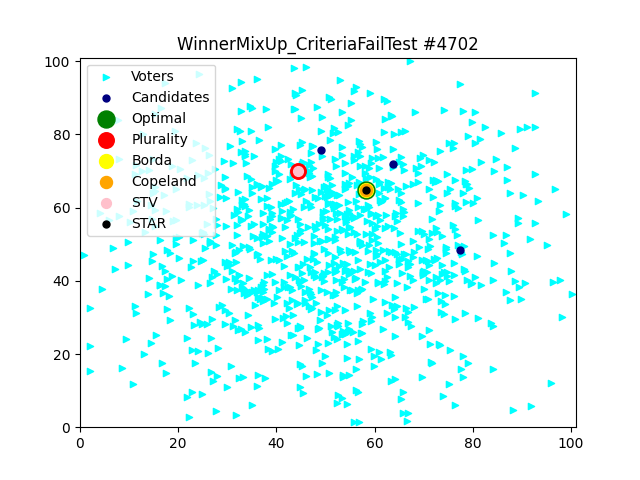 WinnerMixUp_CriteriaFailTest #4702
Voters
Candidates
Optimal
Plurality
Borda
Copeland
STV
STAR
100
80
60
40
20
0
0 20 40 60 80 100